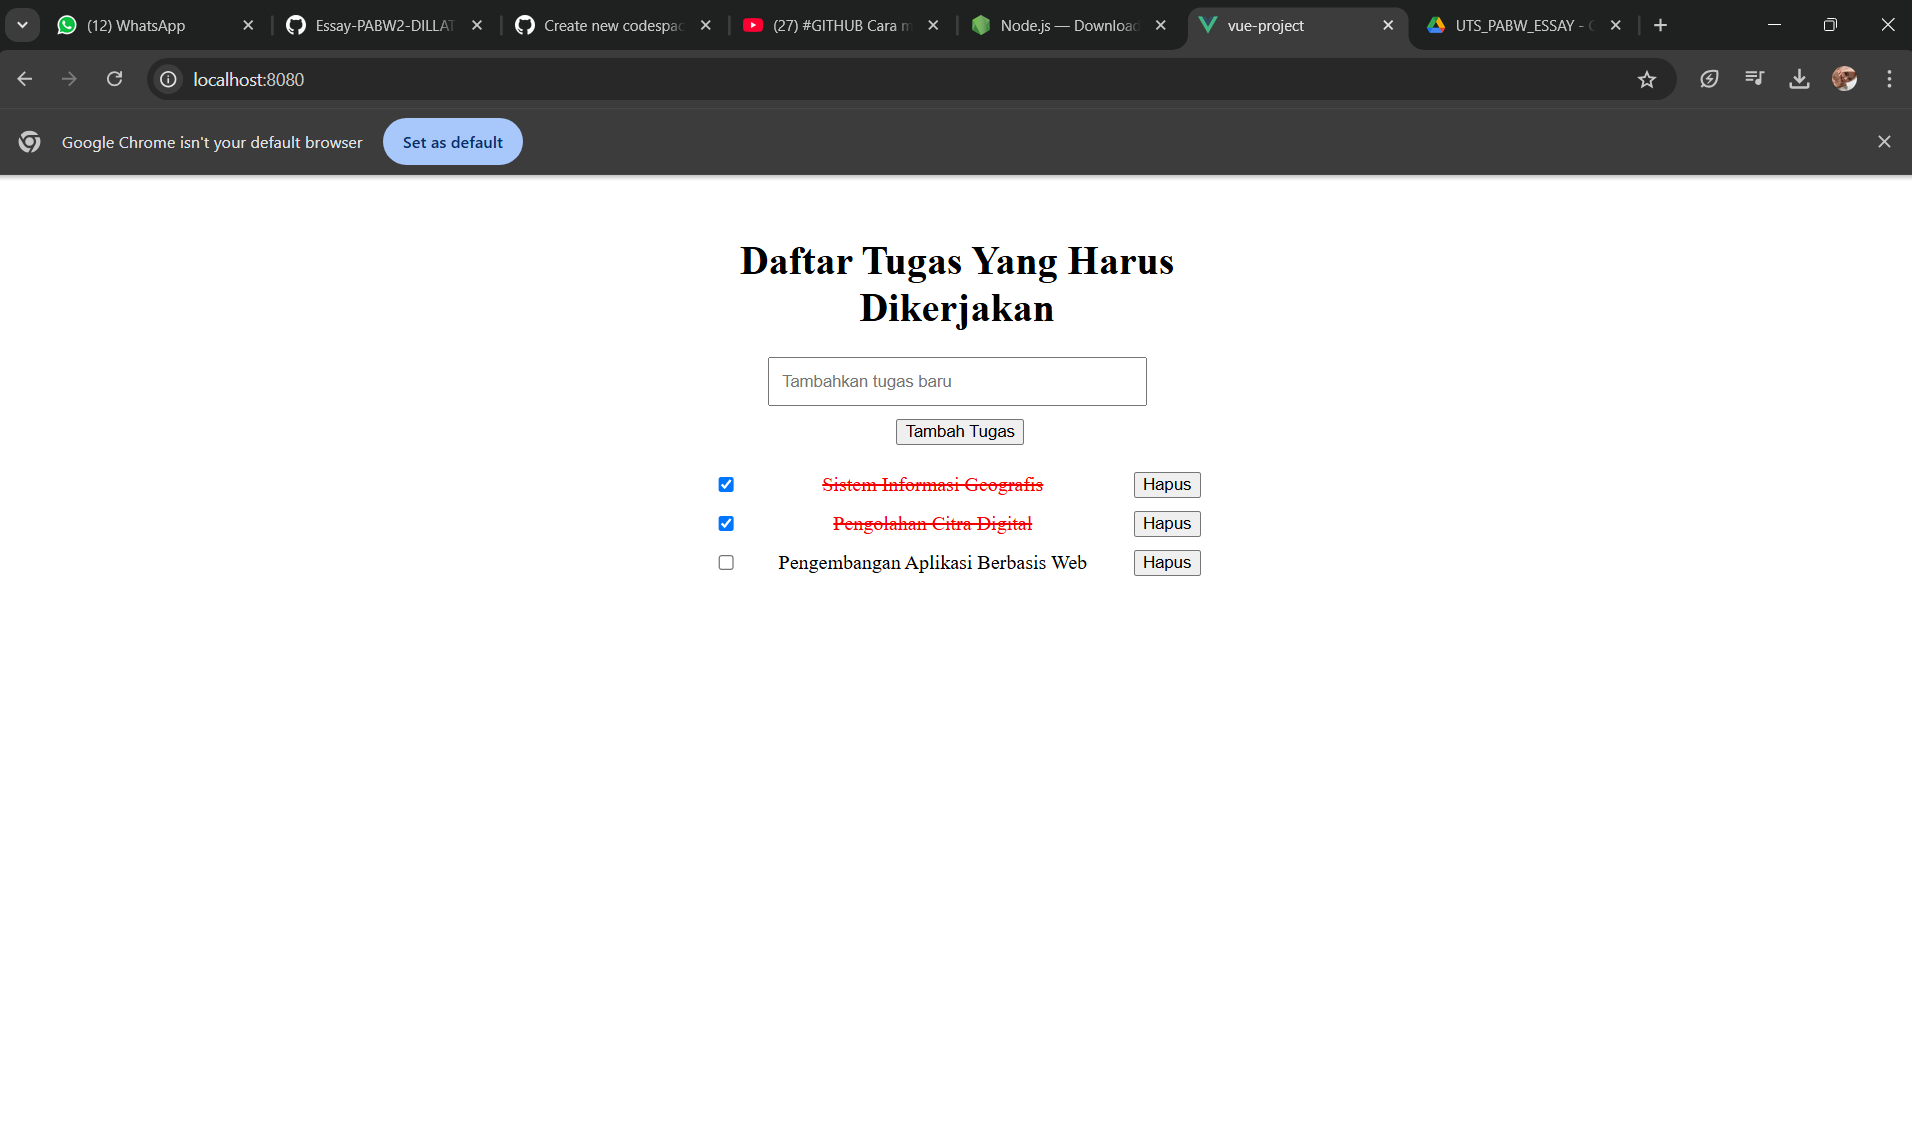 (12) WhatsApp
Essay-PABW2-DILLAT
Create new codespac
(27) #GITHUB Cara m
Node.js — Download
vue-project
UTS_PABW_ESSAY -
localhost:8080
Google Chrome isn't your default browser
Set as default
Daftar Tugas Yang Harus
Dikerjakan
Tambahkan tugas baru
Tambah Tugas
Sistem Informasi Geografis
Hapus
Pengolahan Citra Digital
Hapus
Pengembangan Aplikasi Berbasis Web
Hapus